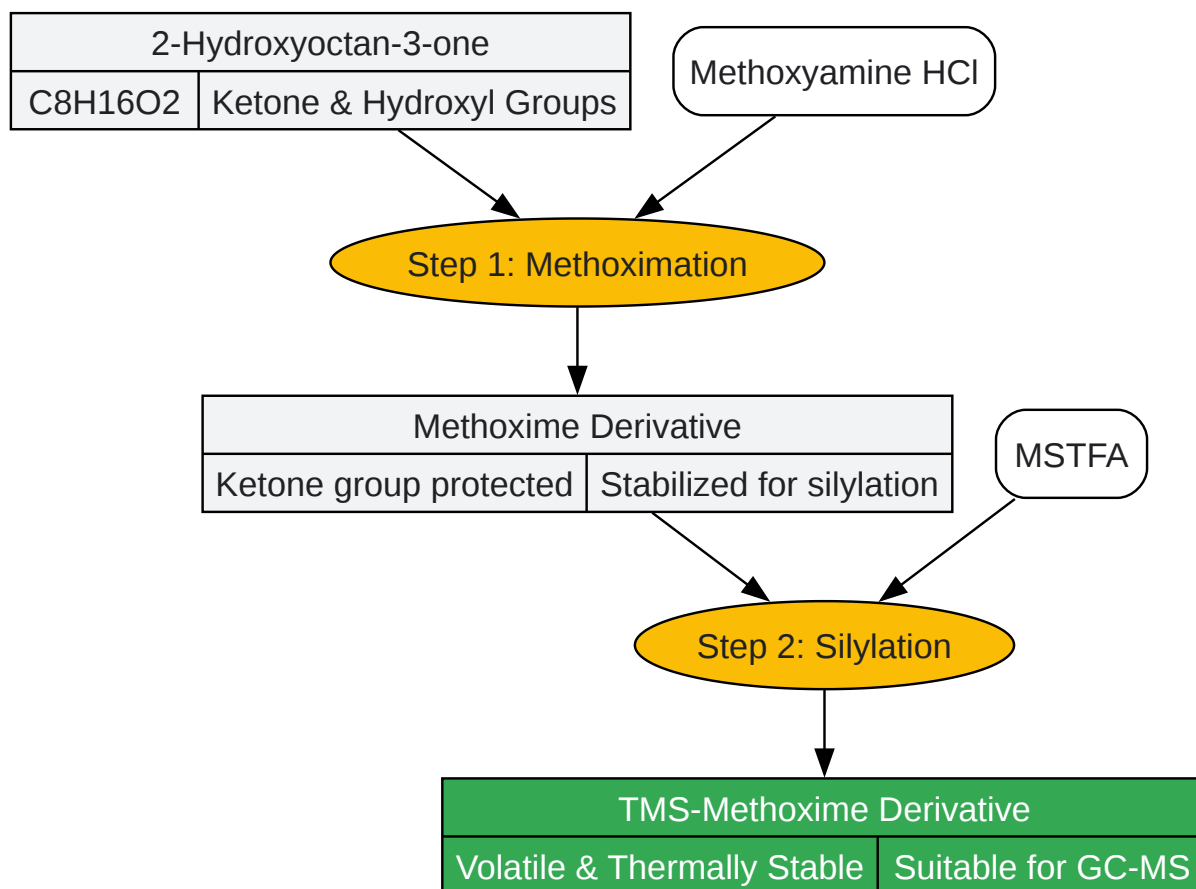 2-Hydroxyoctan-3-one
C8H16O2
Ketone & Hydroxyl Groups
Methoxyamine HCl
Step 1: Methoximation
Methoxime Derivative
Ketone group protected
Stabilized for silylation
MSTFA
Step 2: Silylation
TMS-Methoxime Derivative
Volatile & Thermally Stable
Suitable for GC-MS